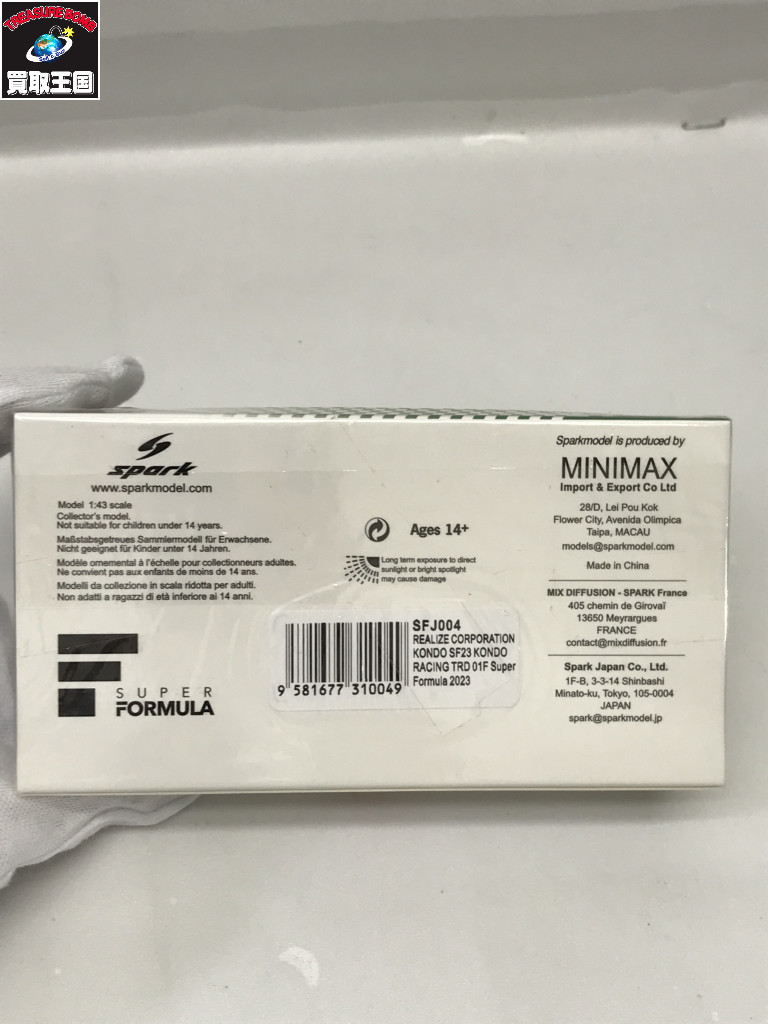 TREASURE BOMB
買取王国
spark
www.sparkmodel.com
Model 1:43 scale
Collector's model.
Not suitable for children under 14 years.
Maßstabsgetreues Sammlermodell für Erwachsene.
Nicht geeignet für Kinder unter 14 Jahren.
Modèle ornemental à l'échelle pour collectionneurs adultes.
Ne convient pas aux enfants de moins de 14 ans.
Modelli da collezione in scala ridotta per adulti.
Non adatti a ragazzi di età inferiore ai 14 anni.
SUPER
FORMULA
Ages 14+
Long term exposure to direct
sunlight or bright spotlight
may cause damage
9 581677 310049
SFJ004
REALIZE CORPORATION
KONDO SF23 KONDO
RACING TRD 01F Super
Formula 2023
Sparkmodel is produced by
MINIMAX
Import & Export Co Ltd
28/D, Lei Pou Kok
Flower City, Avenida Olimpica
Taipa, MACAU
models@sparkmodel.com
Made in China
MIX DIFFUSION - SPARK France
405 chemin de Girovaï
13650 Meyrargues
FRANCE
contact@mixdiffusion.fr
Spark Japan Co., Ltd.
1F-B, 3-3-14 Shinbashi
Minato-ku, Tokyo, 105-0004
JAPAN
spark@sparkmodel.jp